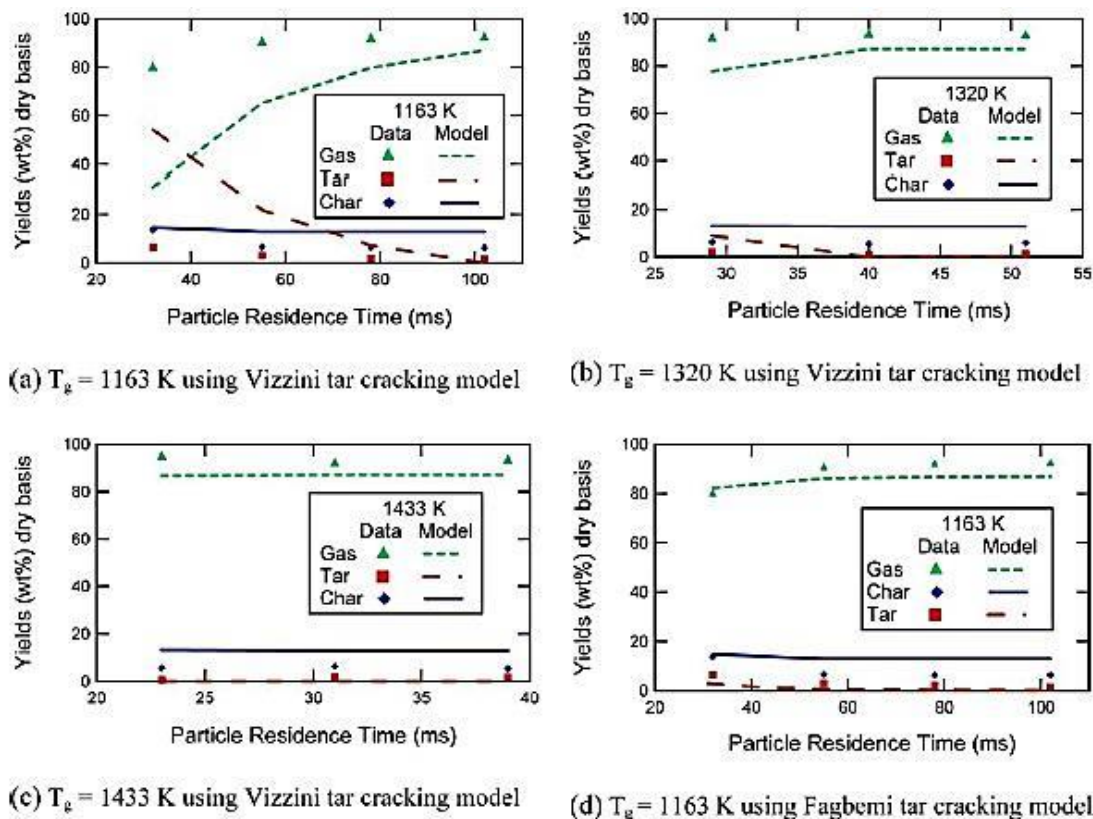 100
80
60
40
20
0
Yields (wt%) dry basis
1163 K
Data Model
Gas
Tar
Char
20 40 60 80 100
Particle Residence Time (ms)
(a) Tg = 1163 K using Vizzini tar cracking model
100
80
60
40
20
0
Yields (wt%) dry basis
1320 K
Data Model
Gas
Tar
Char
25 30 35 40 45 50 55
Particle Residence Time (ms)
(b) Tg = 1320 K using Vizzini tar cracking model
100
80
60
40
20
0
Yields (wt%) dry basis
1433 K
Data Model
Gas
Tar
Char
20 25 30 35 40
Particle Residence Time (ms)
(c) Tg = 1433 K using Vizzini tar cracking model
100
80
60
40
20
0
Yields (wt%) dry basis
1163 K
Data Model
Gas
Char
Tar
20 40 60 80 100
Particle Residence Time (ms)
(d) Tg = 1163 K using Fagbemi tar cracking model